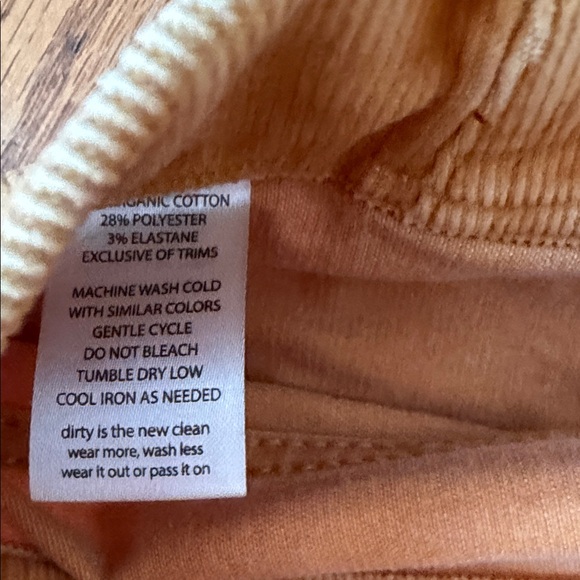 COTTON
28% POLYESTER
3% ELASTANE
EXCLUSIVE OF TRIMS
MACHINE WASH COLD
WITH SIMILAR COLORS
GENTLE CYCLE
DO NOT BLEACH
TUMBLE DRY LOW
COOL IRON AS NEEDED
dirty is the new clean
wear more, wash less
wear it out or pass it on